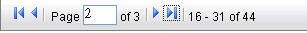 Page 2 of 3 16 - 31 of 44